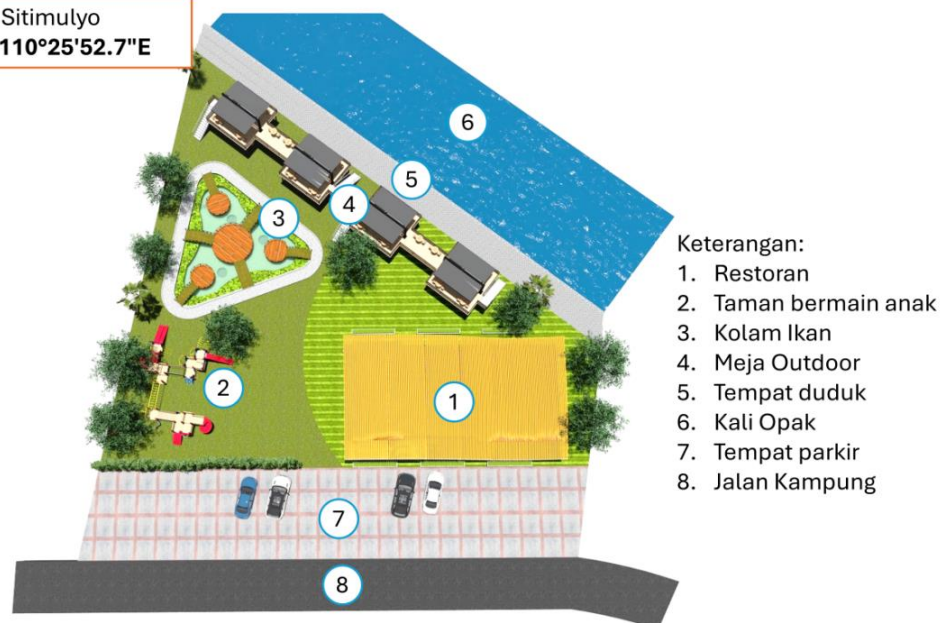 Sitimulyo
110°25'52.7"E
6
5
4
3
2
1
7
8
Keterangan:
1. Restoran
2. Taman bermain anak
3. Kolam Ikan
4. Meja Outdoor
5. Tempat duduk
6. Kali Opak
7. Tempat parkir
8. Jalan Kampung